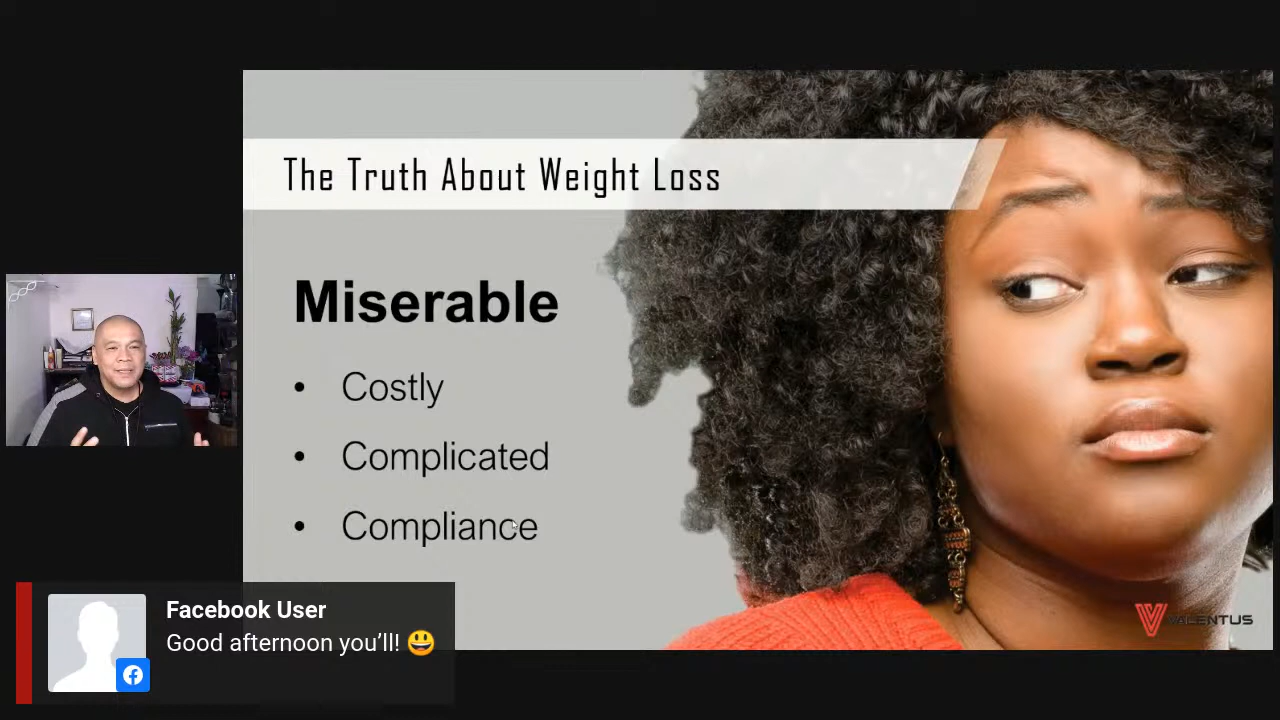 The Truth About Weight Loss
Miserable
• Costly
• Complicated
• Compliance
VALENTUS
Facebook User
Good afternoon you’ll! 😃